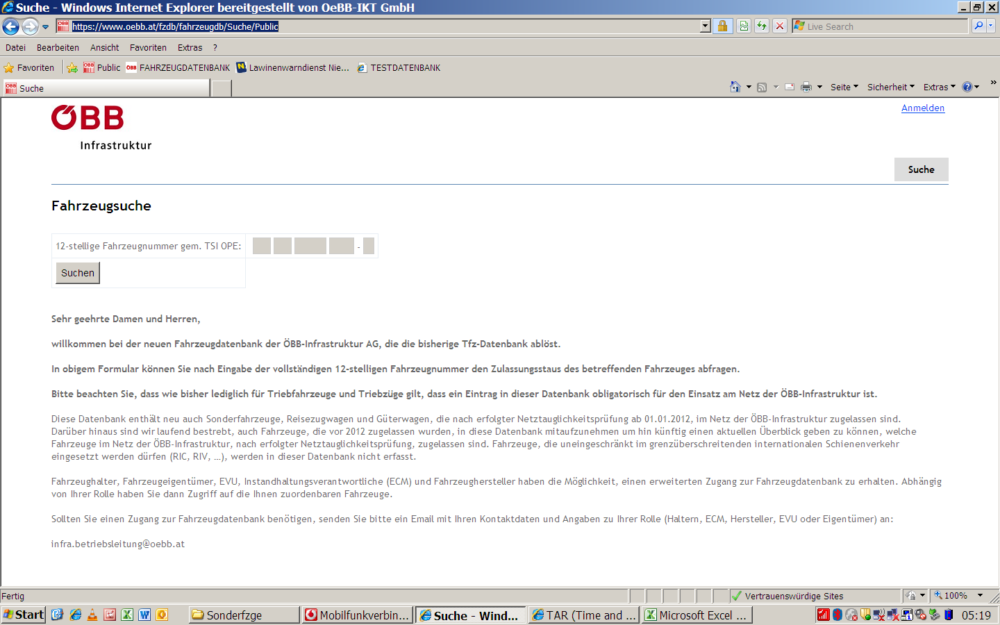 Suche - Windows Internet Explorer bereitgestellt von OeBB-IKT GmbH
ÖBB https://www.oebb.at/fzdb/fahrzeugdb/Suche/Public Live Search
Datei Bearbeiten Ansicht Favoriten Extras ?
Favoriten ÖBB Public ÖBB FAHRZEUGDATENBANK Lawinenwarndienst Nie... TESTDATENBANK
ÖBB Suche Seite Sicherheit Extras »
ÖBB Anmelden
Infrastruktur
Suche
Fahrzeugsuche
12-stellige Fahrzeugnummer gem. TSI OPE: -
Suchen
Sehr geehrte Damen und Herren,
willkommen bei der neuen Fahrzeugdatenbank der ÖBB-Infrastruktur AG, die die bisherige Tfz-Datenbank ablöst.
In obigem Formular können Sie nach Eingabe der vollständigen 12-stelligen Fahrzeugnummer den Zulassungsstaus des betreffenden Fahrzeuges abfragen.
Bitte beachten Sie, dass wie bisher lediglich für Triebfahrzeuge und Triebzüge gilt, dass ein Eintrag in dieser Datenbank obligatorisch für den Einsatz am Netz der ÖBB-Infrastruktur ist.
Diese Datenbank enthält neu auch Sonderfahrzeuge, Reisezugwagen und Güterwagen, die nach erfolgter Netztauglichkeitsprüfung ab 01.01.2012, im Netz der ÖBB-Infrastruktur zugelassen sind.
Darüber hinaus sind wir laufend bestrebt, auch Fahrzeuge, die vor 2012 zugelassen wurden, in diese Datenbank mitaufzunehmen um hin künftig einen aktuellen Überblick geben zu können, welche
Fahrzeuge im Netz der ÖBB-Infrastruktur, nach erfolgter Netztauglichkeitsprüfung, zugelassen sind. Fahrzeuge, die uneingeschränkt im grenzüberschreitenden internationalen Schienenverkehr
eingesetzt werden dürfen (RIC, RIV, ...), werden in dieser Datenbank nicht erfasst.
Fahrzeughalter, Fahrzeugeigentümer, EVU, Instandhaltungsverantwortliche (ECM) und Fahrzeughersteller haben die Möglichkeit, einen erweiterten Zugang zur Fahrzeugdatenbank zu erhalten. Abhängig
von Ihrer Rolle haben Sie dann Zugriff auf die Ihnen zuordenbaren Fahrzeuge.
Sollten Sie einen Zugang zur Fahrzeugdatenbank benötigen, senden Sie bitte ein Email mit Ihren Kontaktdaten und Angaben zu Ihrer Rolle (Haltern, ECM, Hersteller, EVU oder Eigentümer) an:
infra.betriebsleitung@oebb.at
Fertig Vertrauenswürdige Sites 100%
Start Sonderfzge Mobilfunkverbin... Suche - Wind... TAR (Time and ... Microsoft Excel ... 05:19